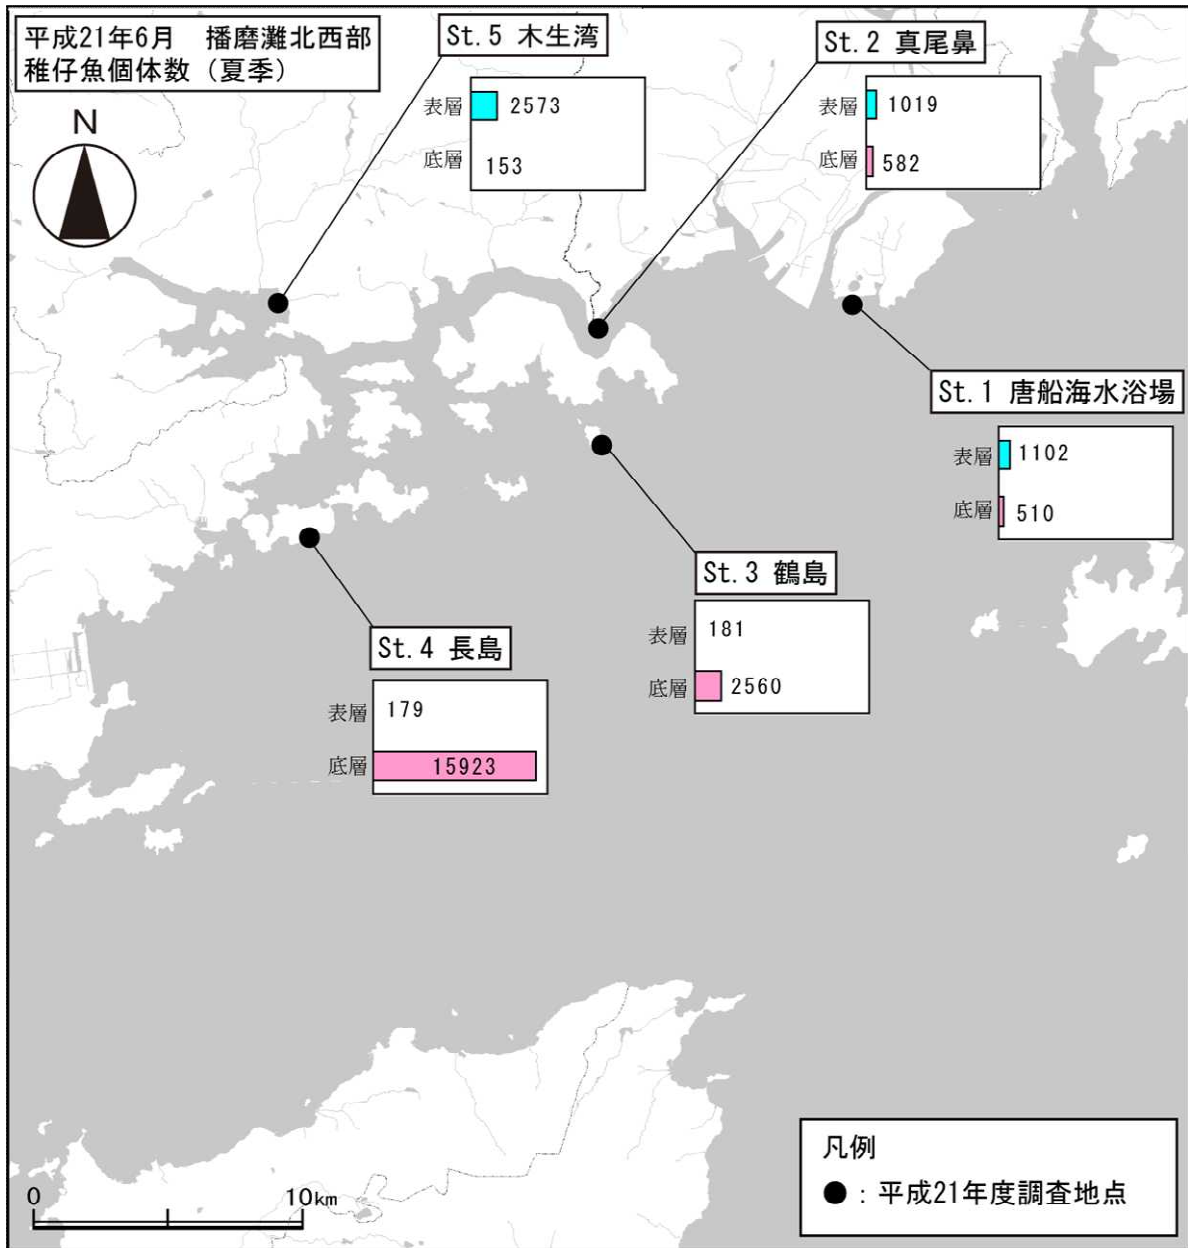 平成21年6月　播磨灘北西部
稚仔魚個体数（夏季）
N
St.5 木生湾
表層 2573
底層 153
St.2 真尾鼻
表層 1019
底層 582
St.1 唐船海水浴場
表層 1102
底層 510
St.3 鶴島
表層 181
底層 2560
St.4 長島
表層 179
底層 15923
0 10km
凡例
●：平成21年度調査地点